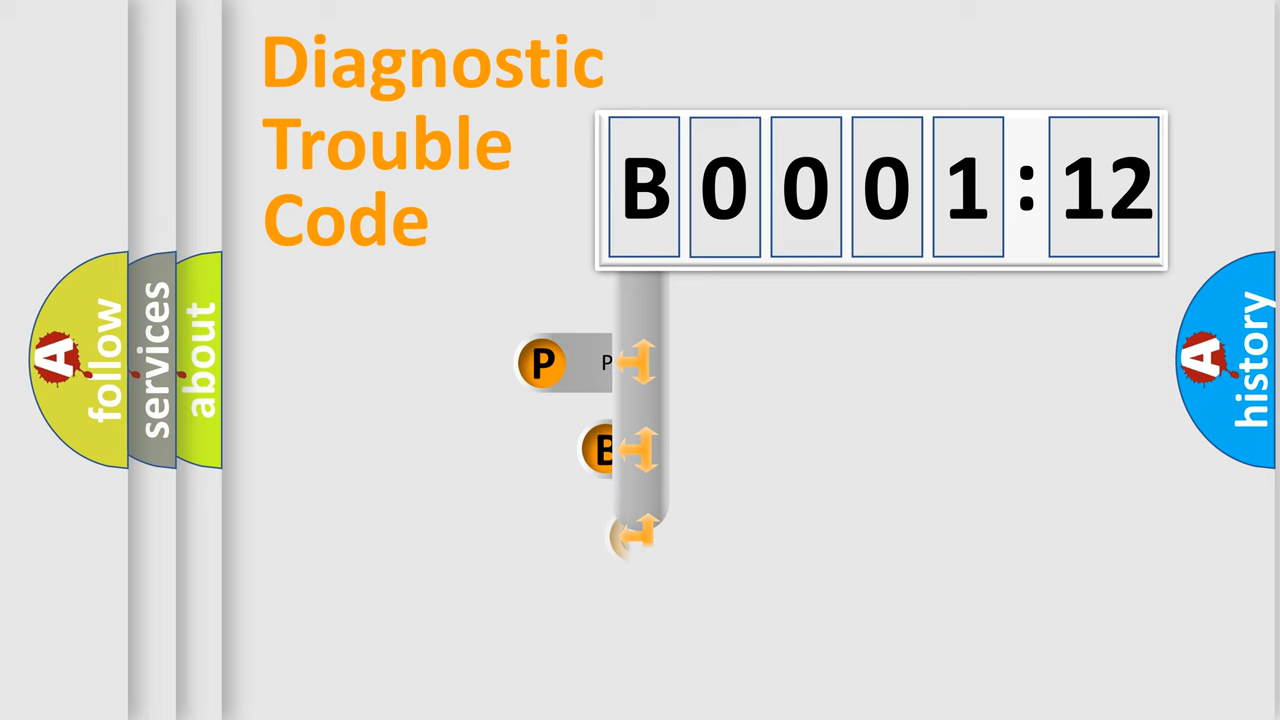 Diagnostic
Trouble
Code
B0001:12
P P
B
A follow
services
about
A history